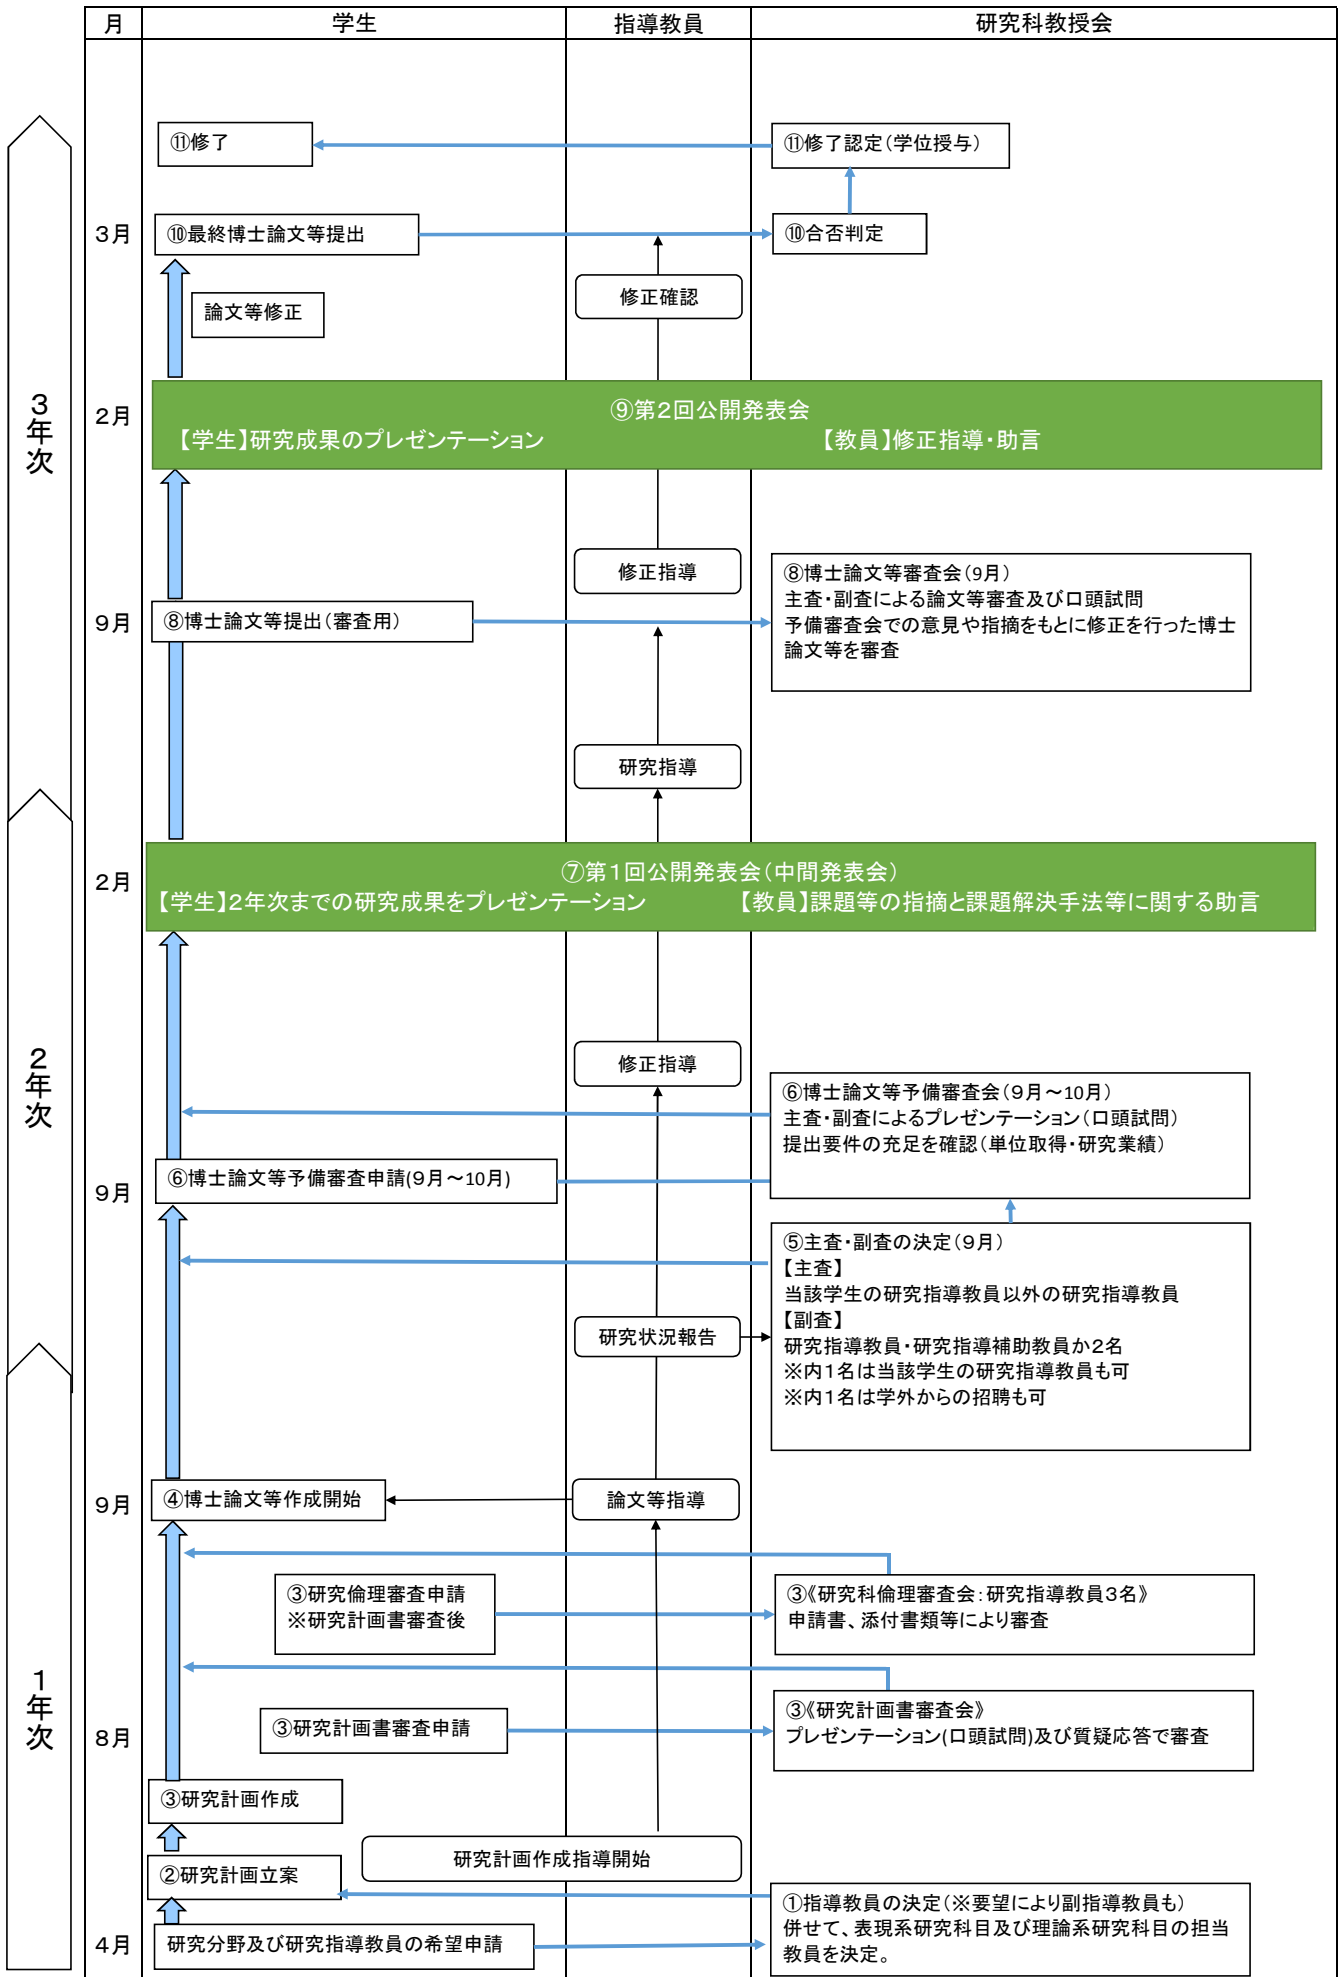 月
学生
指導教員
研究科教授会
⑪修了
⑪修了認定（学位授与）
3月
⑩最終博士論文等提出
⑩合否判定
修正確認
論文等修正
3年次
2月
⑨第2回公開発表会
【学生】研究成果のプレゼンテーション
【教員】修正指導・助言
修正指導
⑧博士論文等審査会（9月）
主査・副査による論文等審査及び口頭試問
予備審査会での意見や指摘をもとに修正を行った博士
論文等を審査
9月
⑧博士論文等提出（審査用）
研究指導
2月
⑦第1回公開発表会（中間発表会）
【学生】2年次までの研究成果をプレゼンテーション
【教員】課題等の指摘と課題解決手法等に関する助言
2年次
修正指導
⑥博士論文等予備審査会（9月～10月）
主査・副査によるプレゼンテーション（口頭試問）
提出要件の充足を確認（単位取得・研究業績）
9月
⑥博士論文等予備審査申請(9月～10月)
⑤主査・副査の決定（9月）
【主査】
当該学生の研究指導教員以外の研究指導教員
【副査】
研究指導教員・研究指導補助教員か2名
※内1名は当該学生の研究指導教員も可
※内1名は学外からの招聘も可
研究状況報告
9月
④博士論文等作成開始
論文等指導
③研究倫理審査申請
※研究計画書審査後
③《研究科倫理審査会：研究指導教員3名》
申請書、添付書類等により審査
1年次
8月
③研究計画書審査申請
③《研究計画書審査会》
プレゼンテーション(口頭試問)及び質疑応答で審査
③研究計画作成
研究計画作成指導開始
②研究計画立案
①指導教員の決定（※要望により副指導教員も）
併せて、表現系研究科目及び理論系研究科目の担当
教員を決定。
4月
研究分野及び研究指導教員の希望申請